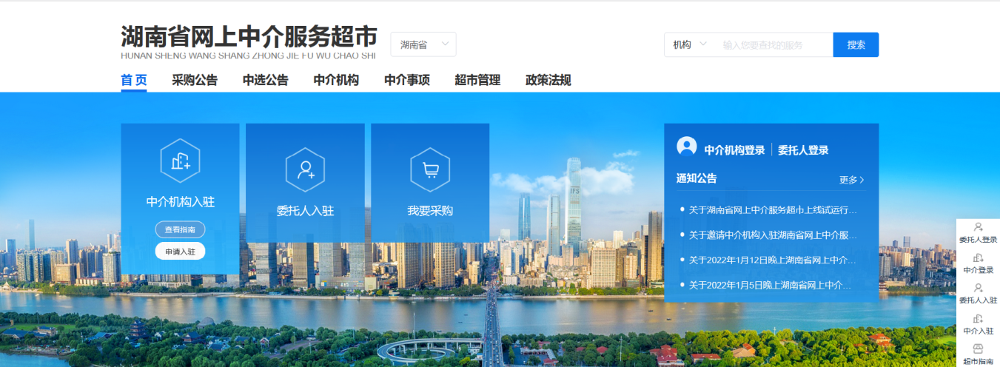 湖南省网上中介服务超市
HUNAN SHENG WANG SHANG ZHONG JIE FU WU CHAO SHI
湖南省
机构
输入您要查找的服务
搜索
首 页
采购公告
中选公告
中介机构
中介事项
超市管理
政策法规
中介机构入驻
查看指南
申请入驻
委托人入驻
我要采购
中介机构登录
委托人登录
通知公告
更多
关于湖南省网上中介服务超市上线试运行...
关于邀请中介机构入驻湖南省网上中介服...
关于2022年1月12日晚上湖南省网上中介...
关于2022年1月5日晚上湖南省网上中介...
IFS
委托人登录
中介登录
委托人入驻
中介入驻
超市指南